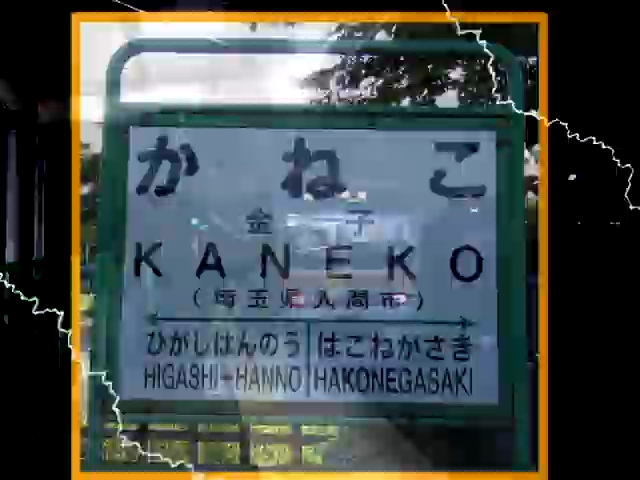 かねこ
金子
KANEKO
(埼玉県入間市)
ひがしはんのう はこねがさき
HIGASHI-HANNO HAKONEGASAKI